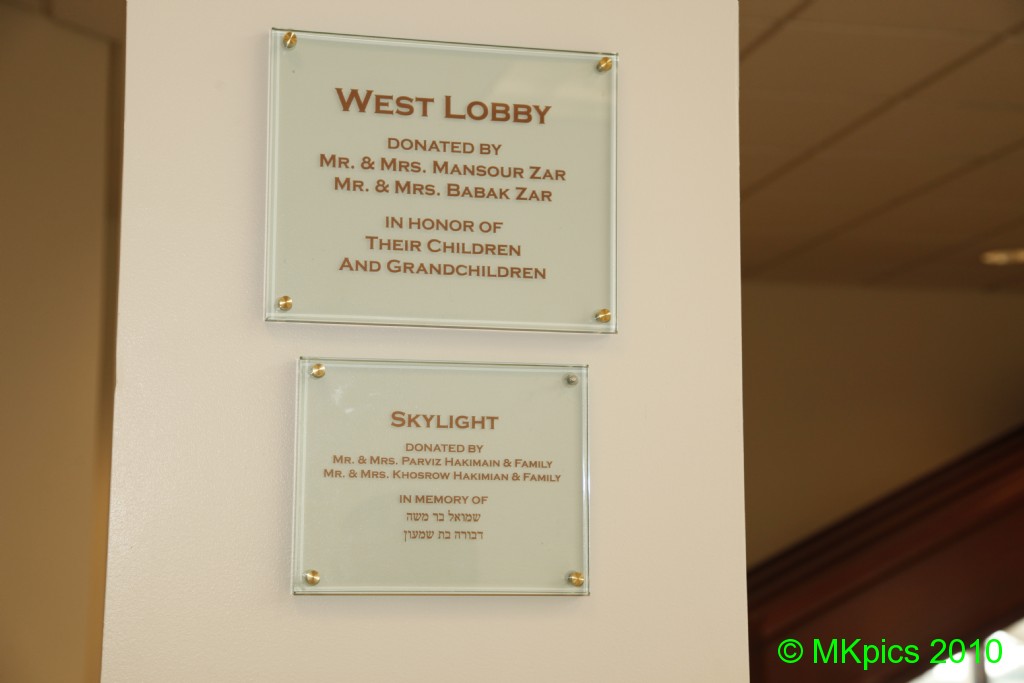 WEST LOBBY
DONATED BY
MR. & MRS. MANSOUR ZAR
MR. & MRS. BABAK ZAR
IN HONOR OF
THEIR CHILDREN
AND GRANDCHILDREN
SKYLIGHT
DONATED BY
MR. & MRS. PARVIZ HAKIMAIN & FAMILY
MR. & MRS. KHOSROW HAKIMIAN & FAMILY
IN MEMORY OF
שמואל בר משה
דבורה בת שמעון
© MKpics 2010